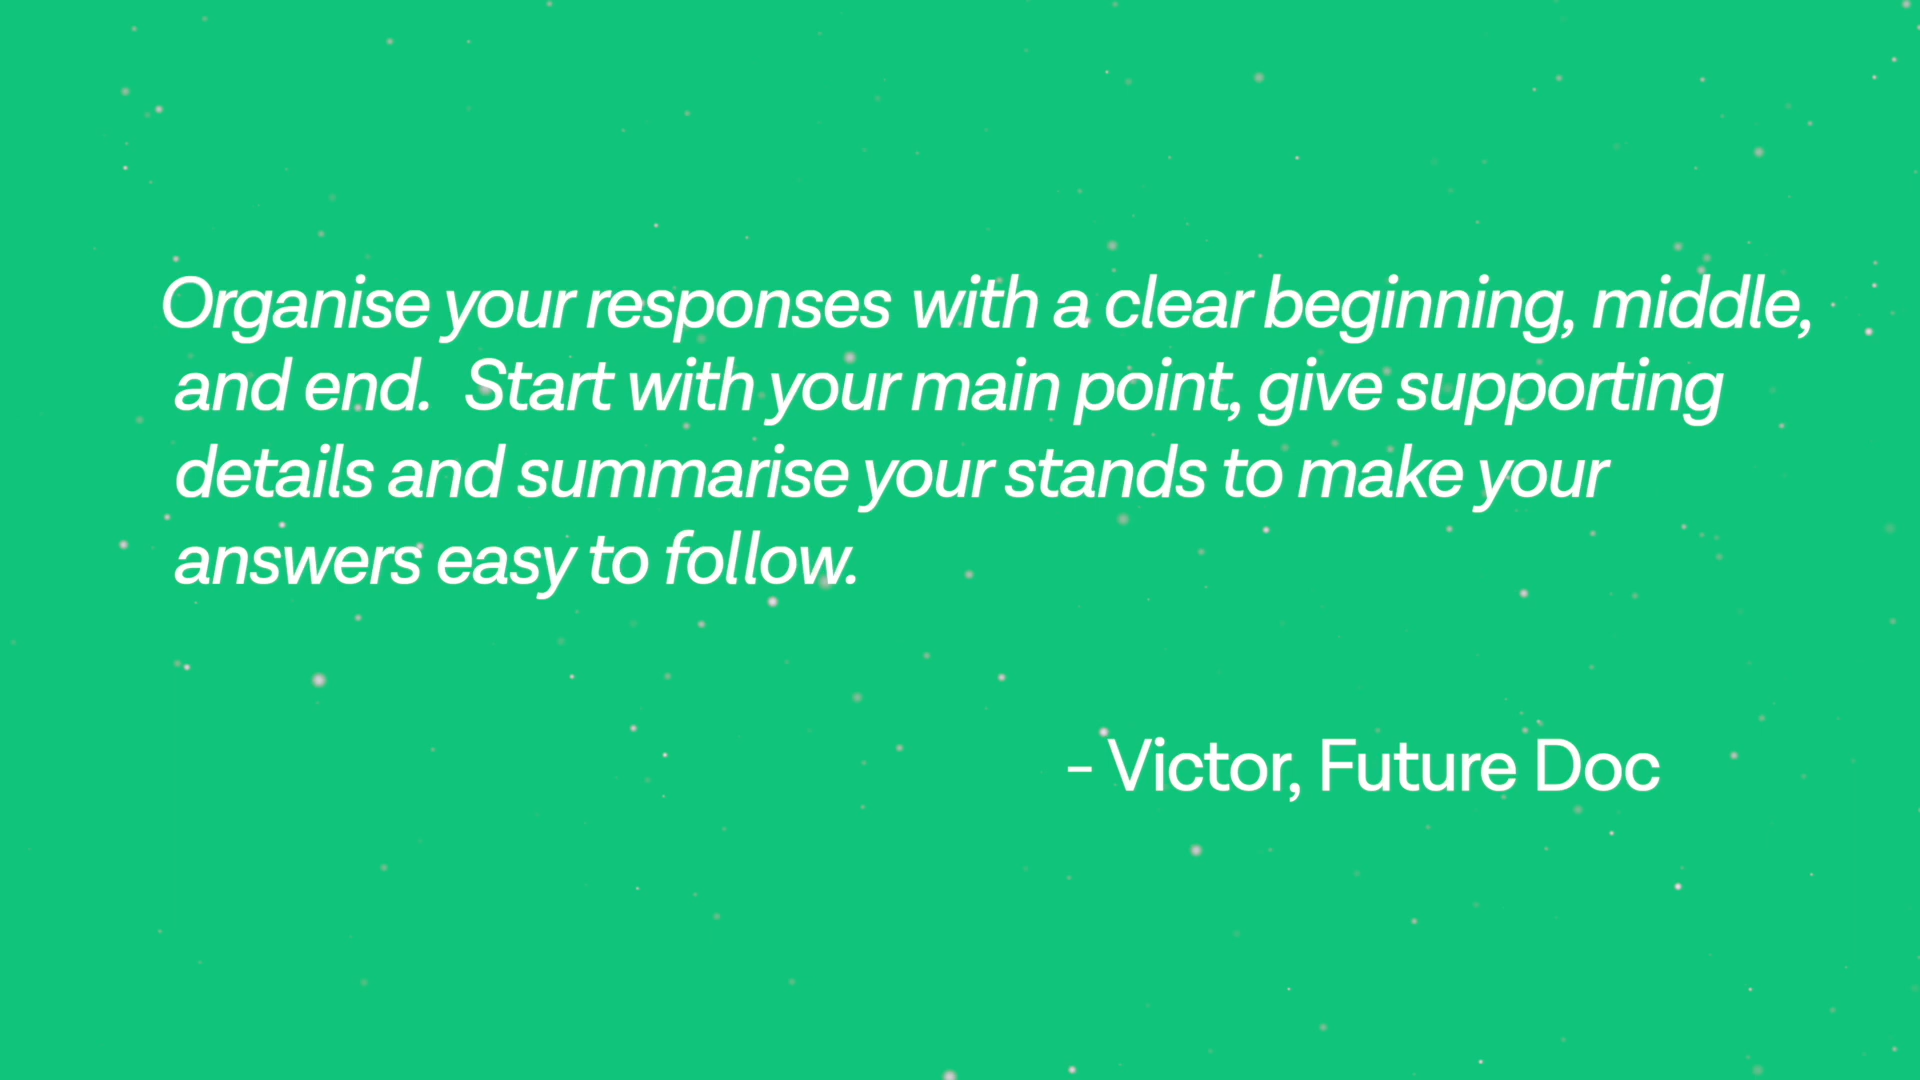 Organise your responses with a clear beginning, middle,
and end. Start with your main point, give supporting
details and summarise your stands to make your
answers easy to follow.
- Victor, Future Doc